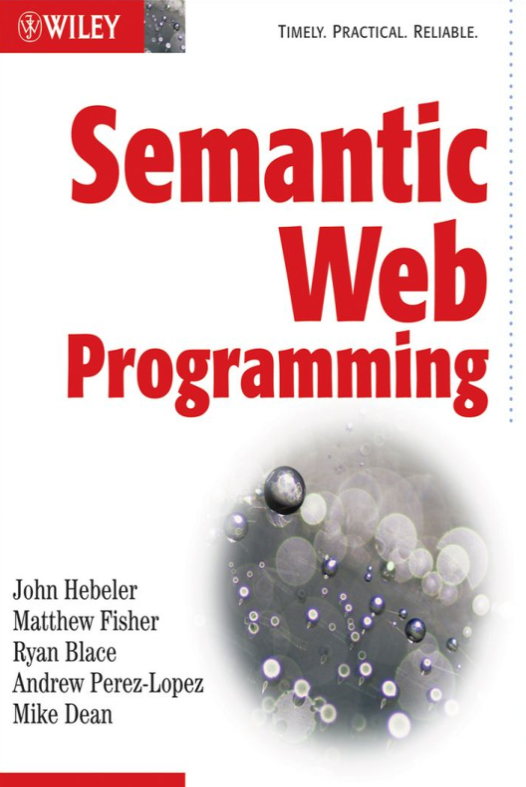 WILEY
TIMELY. PRACTICAL. RELIABLE.
Semantic
Web
Programming
John Hebeler
Matthew Fisher
Ryan Blace
Andrew Perez-Lopez
Mike Dean